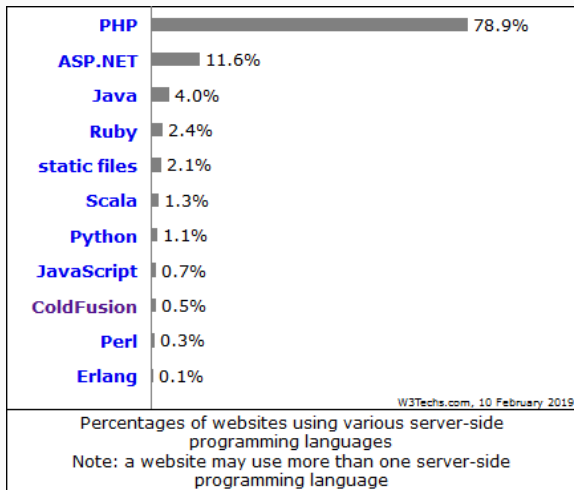 PHP 78.9%
ASP.NET 11.6%
Java 4.0%
Ruby 2.4%
static files 2.1%
Scala 1.3%
Python 1.1%
JavaScript 0.7%
ColdFusion 0.5%
Perl 0.3%
Erlang 0.1%
W3Techs.com, 10 February 2019
Percentages of websites using various server-side
programming languages
Note: a website may use more than one server-side
programming language